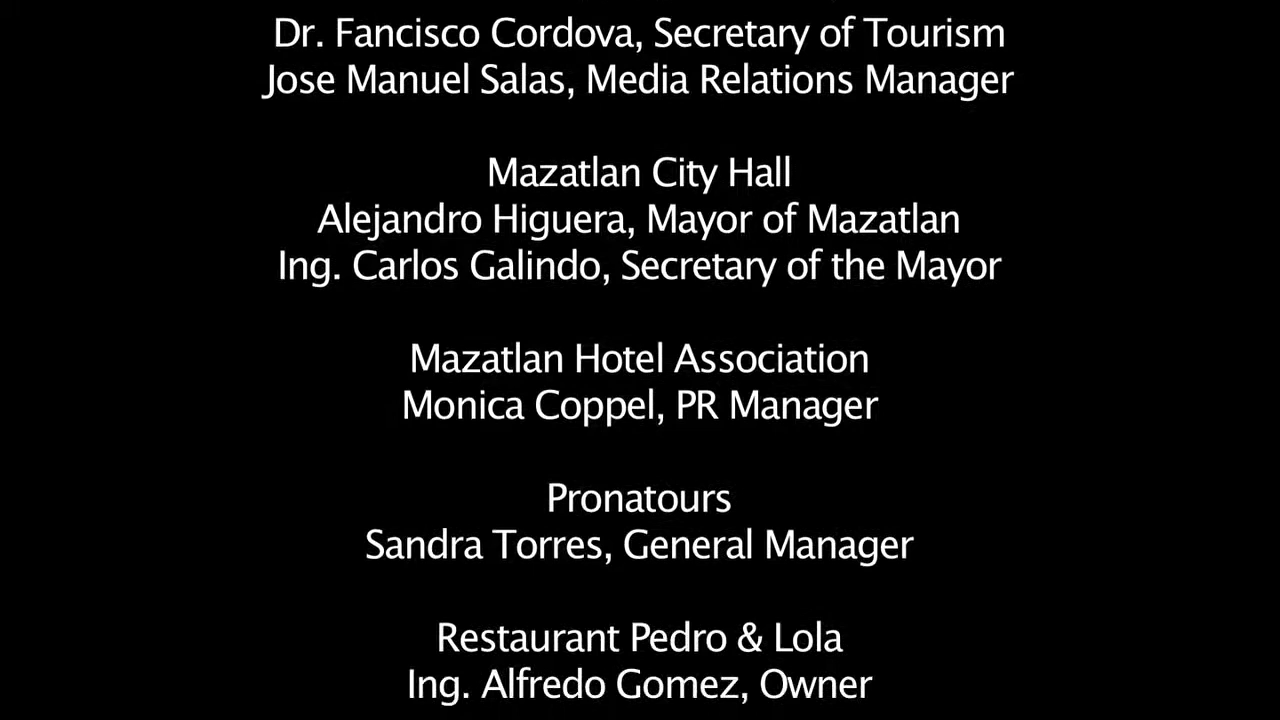 Dr. Fancisco Cordova, Secretary of Tourism
Jose Manuel Salas, Media Relations Manager
Mazatlan City Hall
Alejandro Higuera, Mayor of Mazatlan
Ing. Carlos Galindo, Secretary of the Mayor
Mazatlan Hotel Association
Monica Coppel, PR Manager
Pronatours
Sandra Torres, General Manager
Restaurant Pedro & Lola
Ing. Alfredo Gomez, Owner